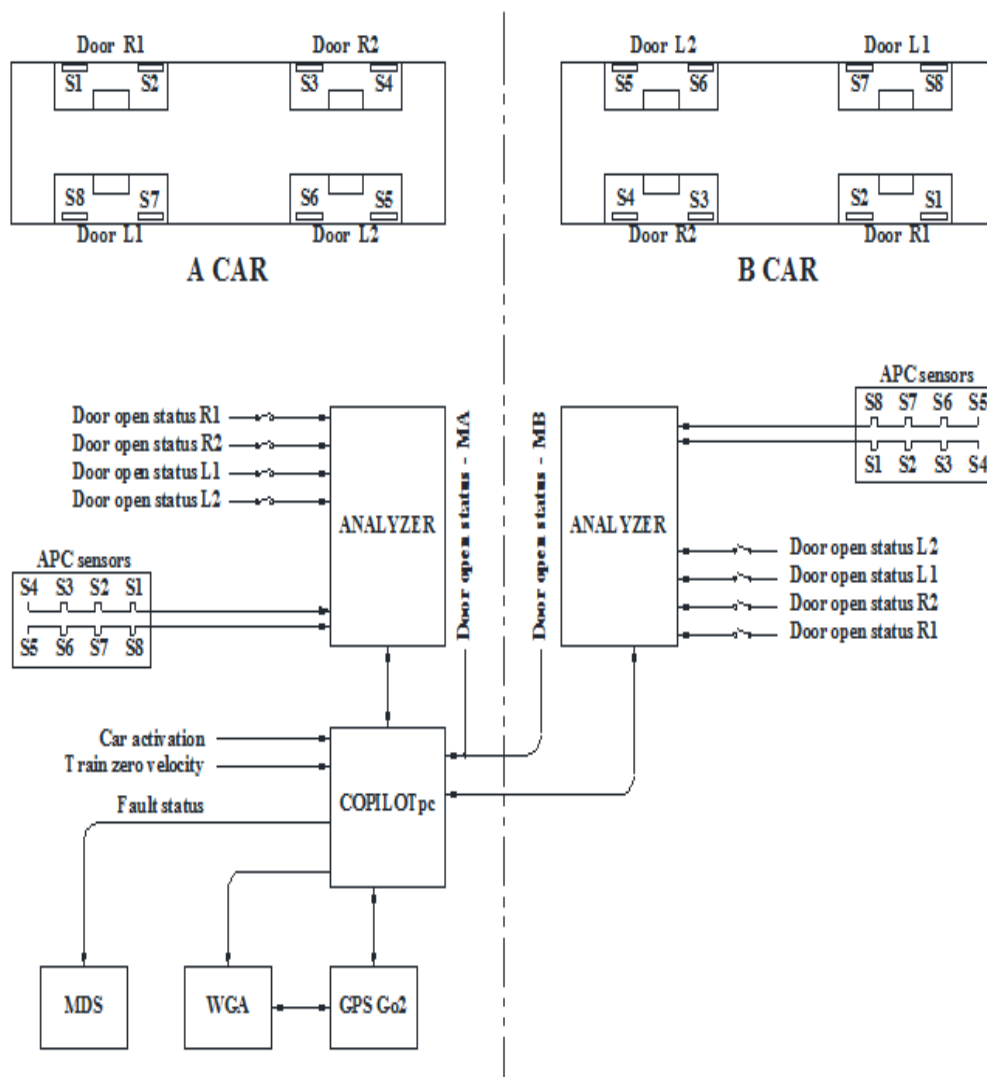 Door R1 Door R2
S1 S2 S3 S4
S8 S7 S6 S5
Door L1 Door L2
A CAR
Door L2 Door L1
S5 S6 S7 S8
S4 S3 S2 S1
Door R2 Door R1
B CAR
Door open status R1
Door open status R2
Door open status L1
Door open status L2
ANALYZER
APC sensors
S4 S3 S2 S1
S5 S6 S7 S8
Door open status - MA
Door open status - MB
ANALYZER
APC sensors
S8 S7 S6 S5
S1 S2 S3 S4
Door open status L2
Door open status L1
Door open status R2
Door open status R1
Car activation
Train zero velocity
Fault status
COPILOTpc
MDS
WGA
GPS Go2